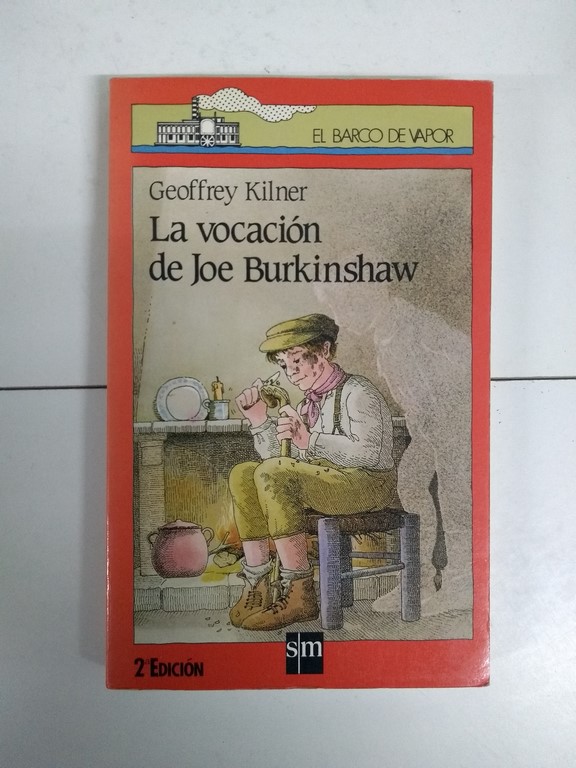 EL BARCO DE VAPOR
Geoffrey Kilner
La vocación
de Joe Burkinshaw
2ª EDICIÓN
sm